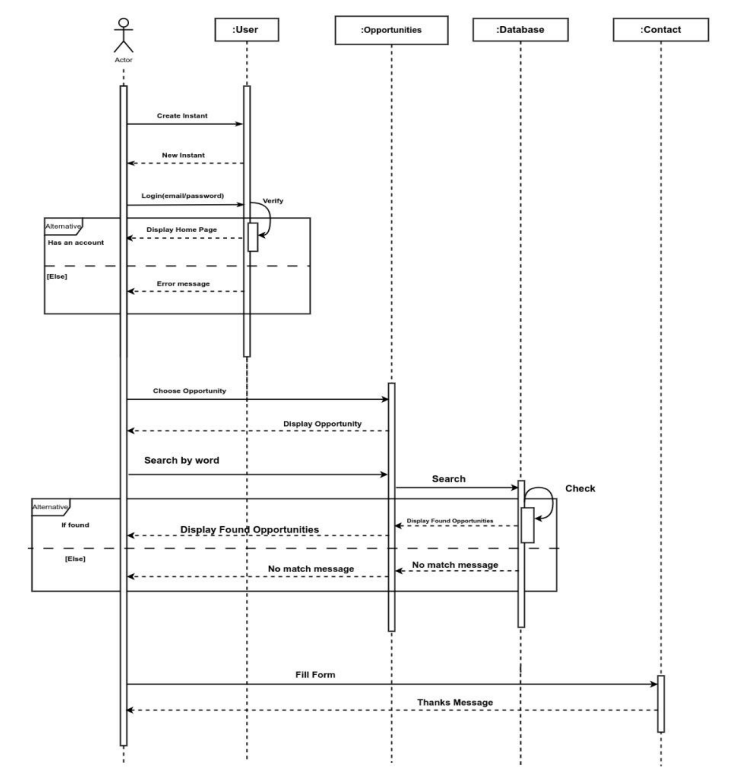 :User
:Opportunities
:Database
:Contact
Actor
Create Instant
New Instant
Login(email/password)
Verify
Alternative
Display Home Page
Has an account
[Else]
Error message
Choose Opportunity
Display Opportunity
Search by word
Search
Check
Alternative
If found
Display Found Opportunities
Display Found Opportunities
[Else]
No match message
No match message
Fill Form
Thanks Message